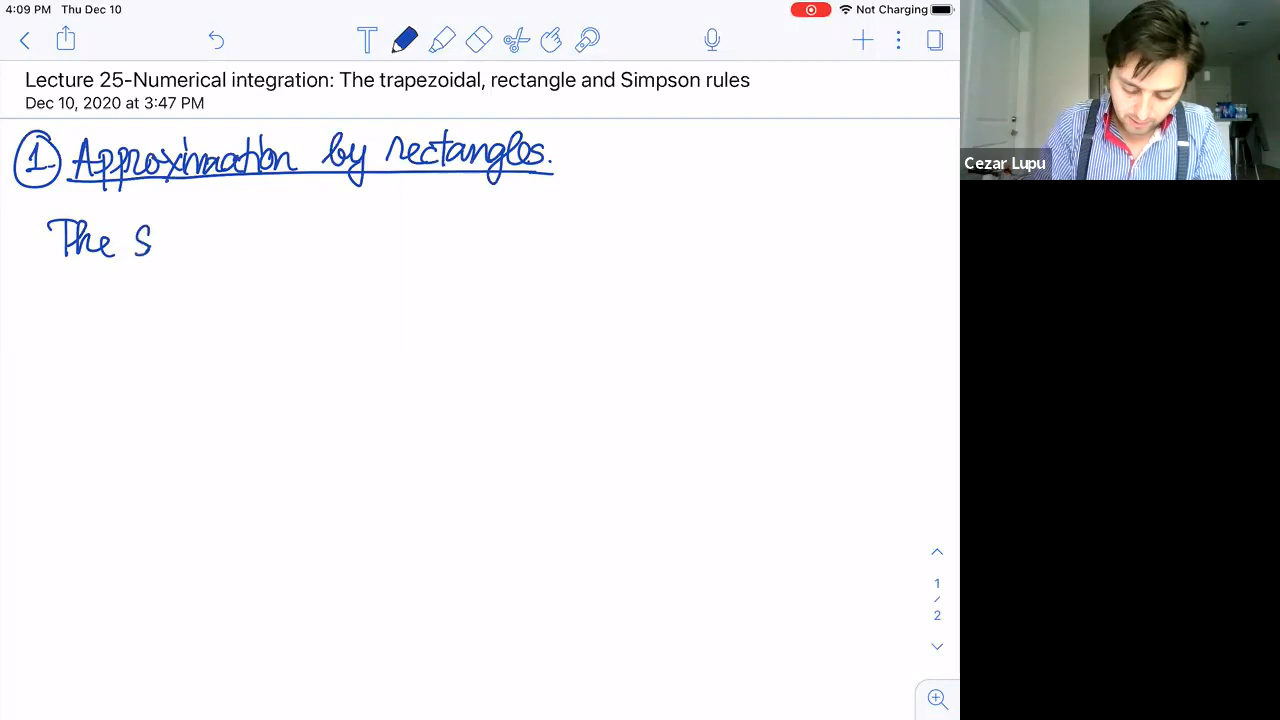 4:09 PM Thu Dec 10
Not Charging
Lecture 25-Numerical integration: The trapezoidal, rectangle and Simpson rules
Dec 10, 2020 at 3:47 PM
Cezar Lupu
1 Approximation by rectangles.
The S
1
/
2